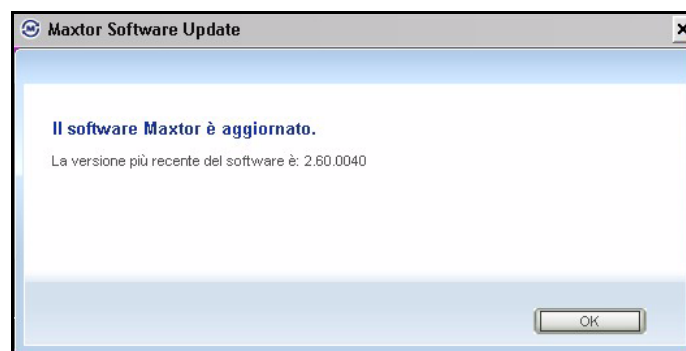 Maxtor Software Update
Il software Maxtor è aggiornato.
La versione più recente del software è: 2.60.0040
OK